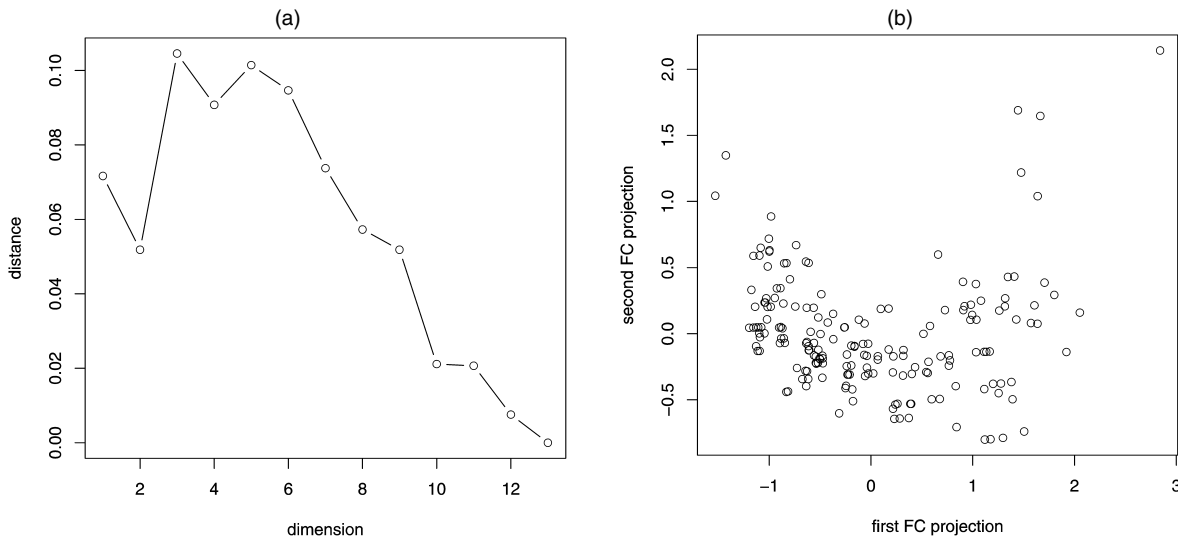 (a)
0.10
0.08
0.06
0.04
0.02
0.00
distance
2 4 6 8 10 12
dimension
(b)
2.0
1.5
1.0
0.5
0.0
−0.5
second FC projection
−1 0 1 2 3
first FC projection